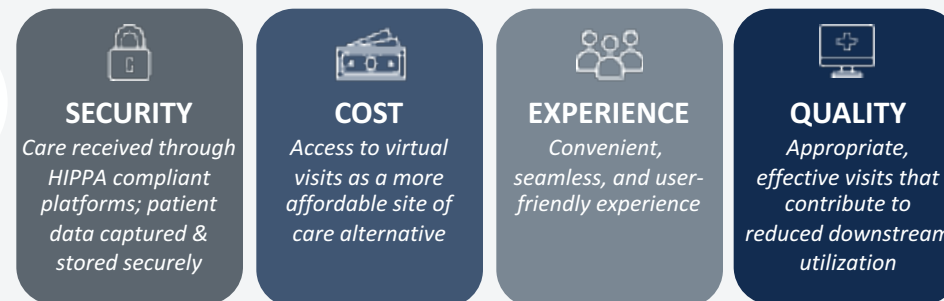 SECURITY
Care received through
HIPPA compliant
platforms; patient
data captured &
stored securely
COST
Access to virtual
visits as a more
affordable site of
care alternative
EXPERIENCE
Convenient,
seamless, and user-
friendly experience
QUALITY
Appropriate,
effective visits that
contribute to
reduced downstream
utilization